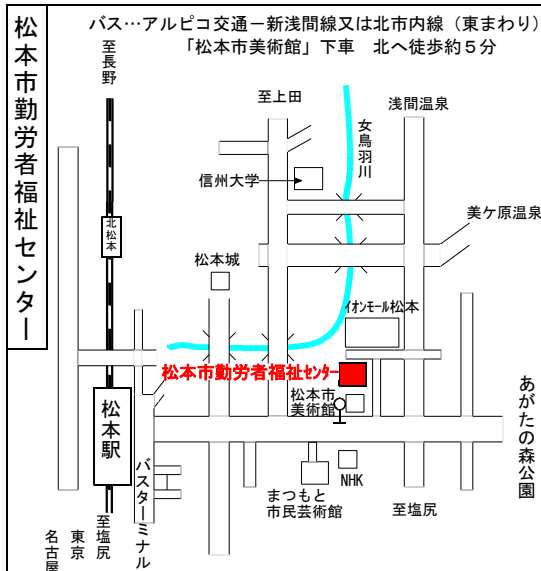 松本市勤労者福祉センター
バス…アルピコ交通－新浅間線又は北市内線（東まわり）
「松本市美術館」下車　北へ徒歩約５分
至長野
至上田
女鳥羽川
浅間温泉
信州大学
美ケ原温泉
北松本
松本城
イオンモール松本
松本市勤労者福祉センター
松本市
美術館
松本駅
バスターミナル
あがたの森公園
NHK
まつもと
市民芸術館
至塩尻
至塩尻
東京
名古屋